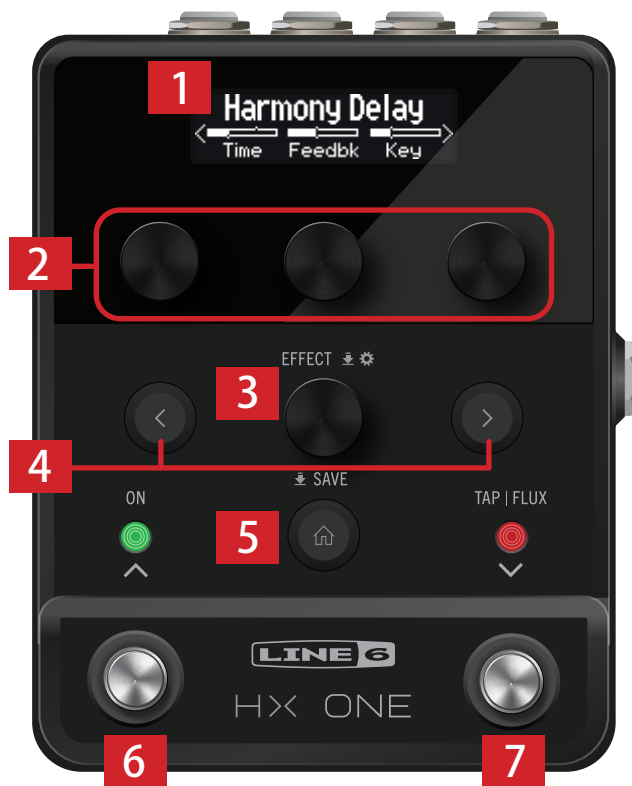 1
Harmony Delay
Time Feedbk Key
2
EFFECT
3
4
SAVE
ON
TAP | FLUX
5
LINE 6
HX ONE
6
7